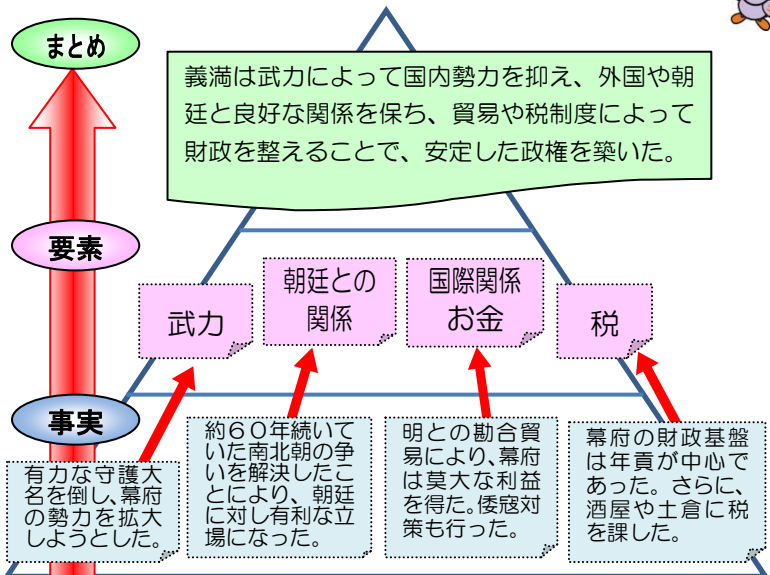 まとめ
義満は武力によって国内勢力を抑え、外国や朝
廷と良好な関係を保ち、貿易や税制度によって
財政を整えることで、安定した政権を築いた。
要素
武力
朝廷との
関係
国際関係
お金
税
事実
有力な守護大
名を倒し、幕府
の勢力を拡大
しようとした。
約60年続いて
いた南北朝の争
いを解決したこ
とにより、朝廷
に対し有利な立
場になった。
明との勘合貿
易により、幕府
は莫大な利益
を得た。倭寇対
策も行った。
幕府の財政基盤
は年貢が中心で
あった。さらに、
酒屋や土倉に税
を課した。